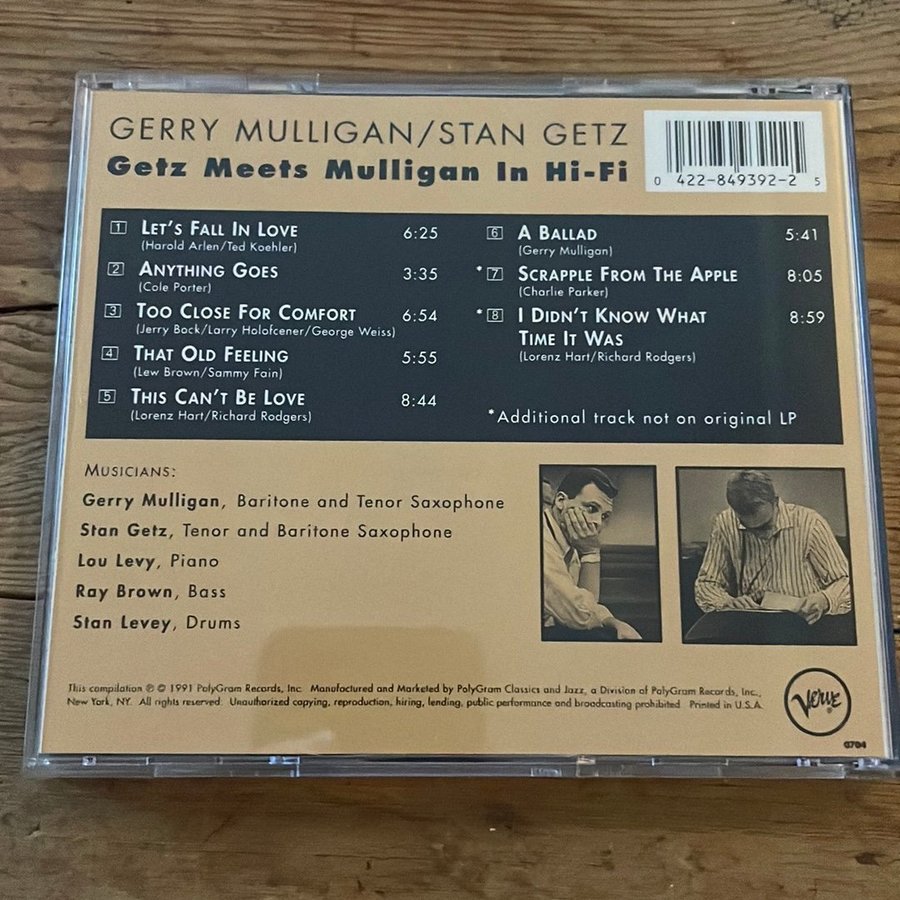 GERRY MULLIGAN/STAN GETZ
Getz Meets Mulligan In Hi-Fi
0 422-849392-2 5
1 LET'S FALL IN LOVE 6:25
(Harold Arlen/Ted Koehler)
2 ANYTHING GOES 3:35
(Cole Porter)
3 TOO CLOSE FOR COMFORT 6:54
(Jerry Bock/Larry Holofcener/George Weiss)
4 THAT OLD FEELING 5:55
(Lew Brown/Sammy Fain)
5 THIS CAN'T BE LOVE 8:44
(Lorenz Hart/Richard Rodgers)
6 A BALLAD 5:41
(Gerry Mulligan)
*7 SCRAPPLE FROM THE APPLE 8:05
(Charlie Parker)
*8 I DIDN'T KNOW WHAT 8:59
TIME IT WAS
(Lorenz Hart/Richard Rodgers)
*Additional track not on original LP
MUSICIANS:
Gerry Mulligan, Baritone and Tenor Saxophone
Stan Getz, Tenor and Baritone Saxophone
Lou Levy, Piano
Ray Brown, Bass
Stan Levey, Drums
This compilation ℗ © 1991 PolyGram Records, Inc. Manufactured and Marketed by PolyGram Classics and Jazz, a Division of PolyGram Records, Inc.,
New York, NY. All rights reserved. Unauthorized copying, reproduction, hiring, lending, public performance and broadcasting prohibited. Printed in U.S.A.
Verve
0704